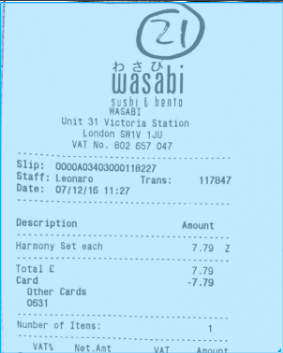 21
わさび
wasabi
sushi & bento
WASABI
Unit 31 Victoria Station
London SW1V 1JU
VAT No. 802 657 047
Slip: 0000A03403000118227
Staff: Leonaro Trans: 117847
Date: 07/12/16 11:27
Description Amount
Harmony Set each 7.79 Z
Total £ 7.79
Card -7.79
Other Cards
0631
Number of Items: 1
VAT% Net.Amt VAT Amount